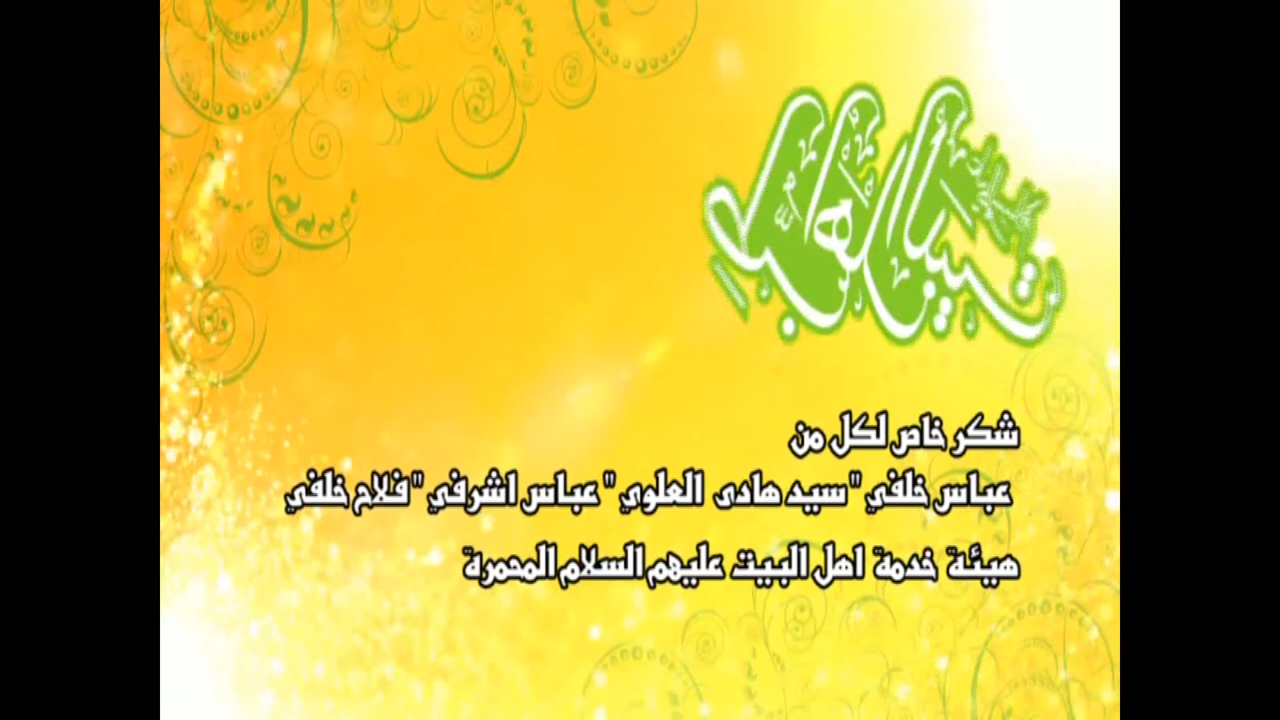 شكر خاص لكل من
عباس خلفي " سيد هادى العلوي " عباس اشرفي " فلاح خلفي
هيئة خدمة اهل البيت عليهم السلام المحمرة